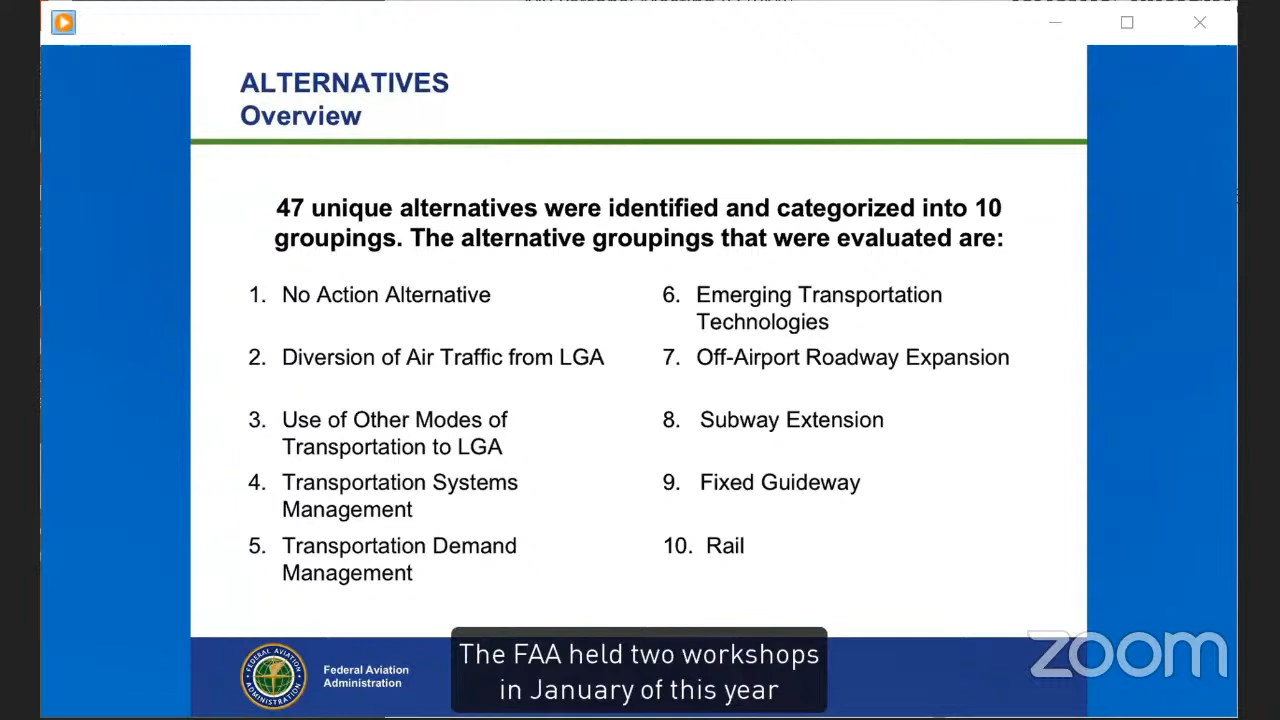 ALTERNATIVES
Overview
47 unique alternatives were identified and categorized into 10
groupings. The alternative groupings that were evaluated are:
1. No Action Alternative
2. Diversion of Air Traffic from LGA
3. Use of Other Modes of
Transportation to LGA
4. Transportation Systems
Management
5. Transportation Demand
Management
6. Emerging Transportation
Technologies
7. Off-Airport Roadway Expansion
8. Subway Extension
9. Fixed Guideway
10. Rail
FEDERAL AVIATION
ADMINISTRATION
Federal Aviation
Administration
The FAA held two workshops
in January of this year
zoom